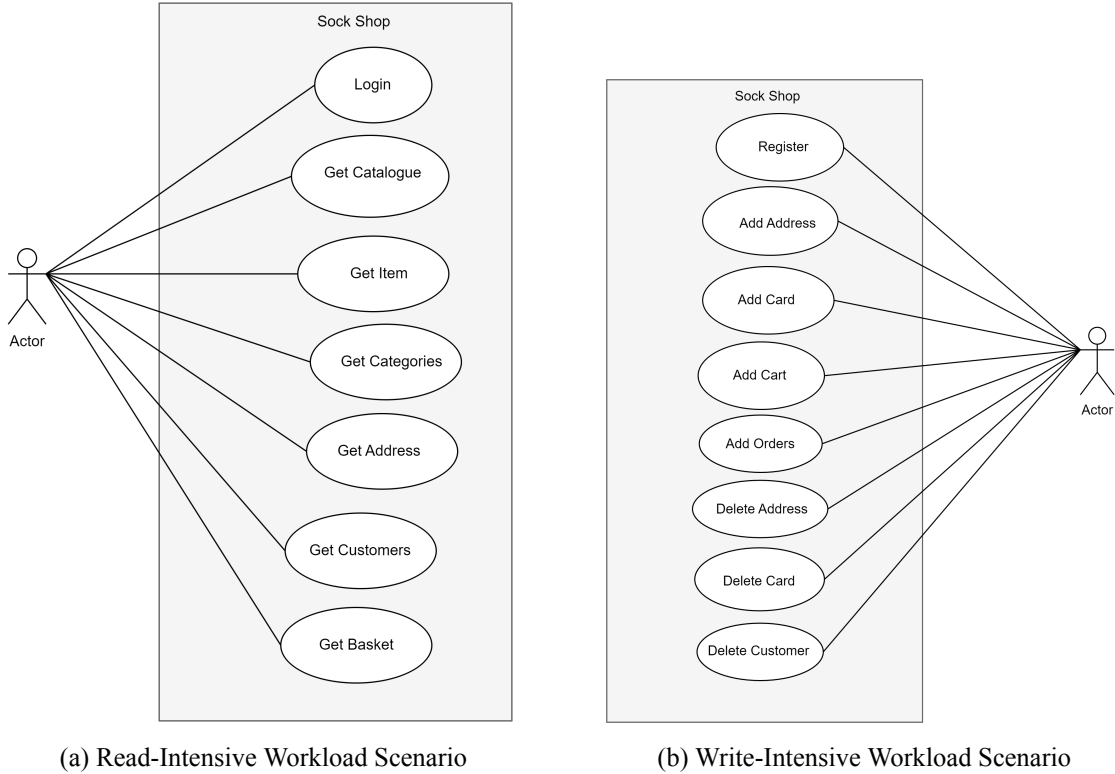 Sock Shop
Login
Get Catalogue
Get Item
Get Categories
Get Address
Get Customers
Get Basket
Actor
(a) Read-Intensive Workload Scenario
Sock Shop
Register
Add Address
Add Card
Add Cart
Add Orders
Delete Address
Delete Card
Delete Customer
Actor
(b) Write-Intensive Workload Scenario